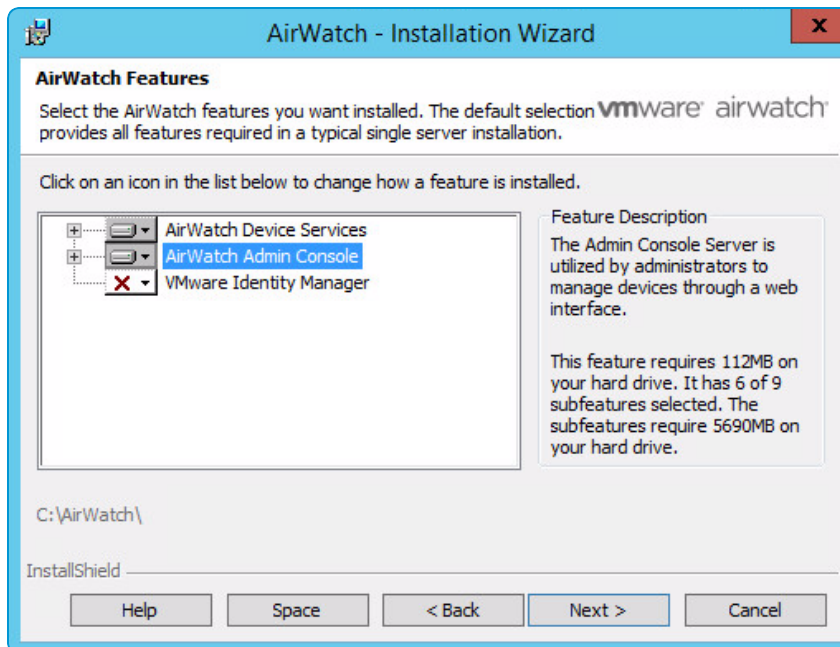 AirWatch - Installation Wizard
x
AirWatch Features
Select the AirWatch features you want installed. The default selection
provides all features required in a typical single server installation.
vmware airwatch
Click on an icon in the list below to change how a feature is installed.
AirWatch Device Services
AirWatch Admin Console
VMware Identity Manager
Feature Description
The Admin Console Server is
utilized by administrators to
manage devices through a web
interface.
This feature requires 112MB on
your hard drive. It has 6 of 9
subfeatures selected. The
subfeatures require 5690MB on
your hard drive.
C:\AirWatch\
InstallShield
Help
Space
< Back
Next >
Cancel